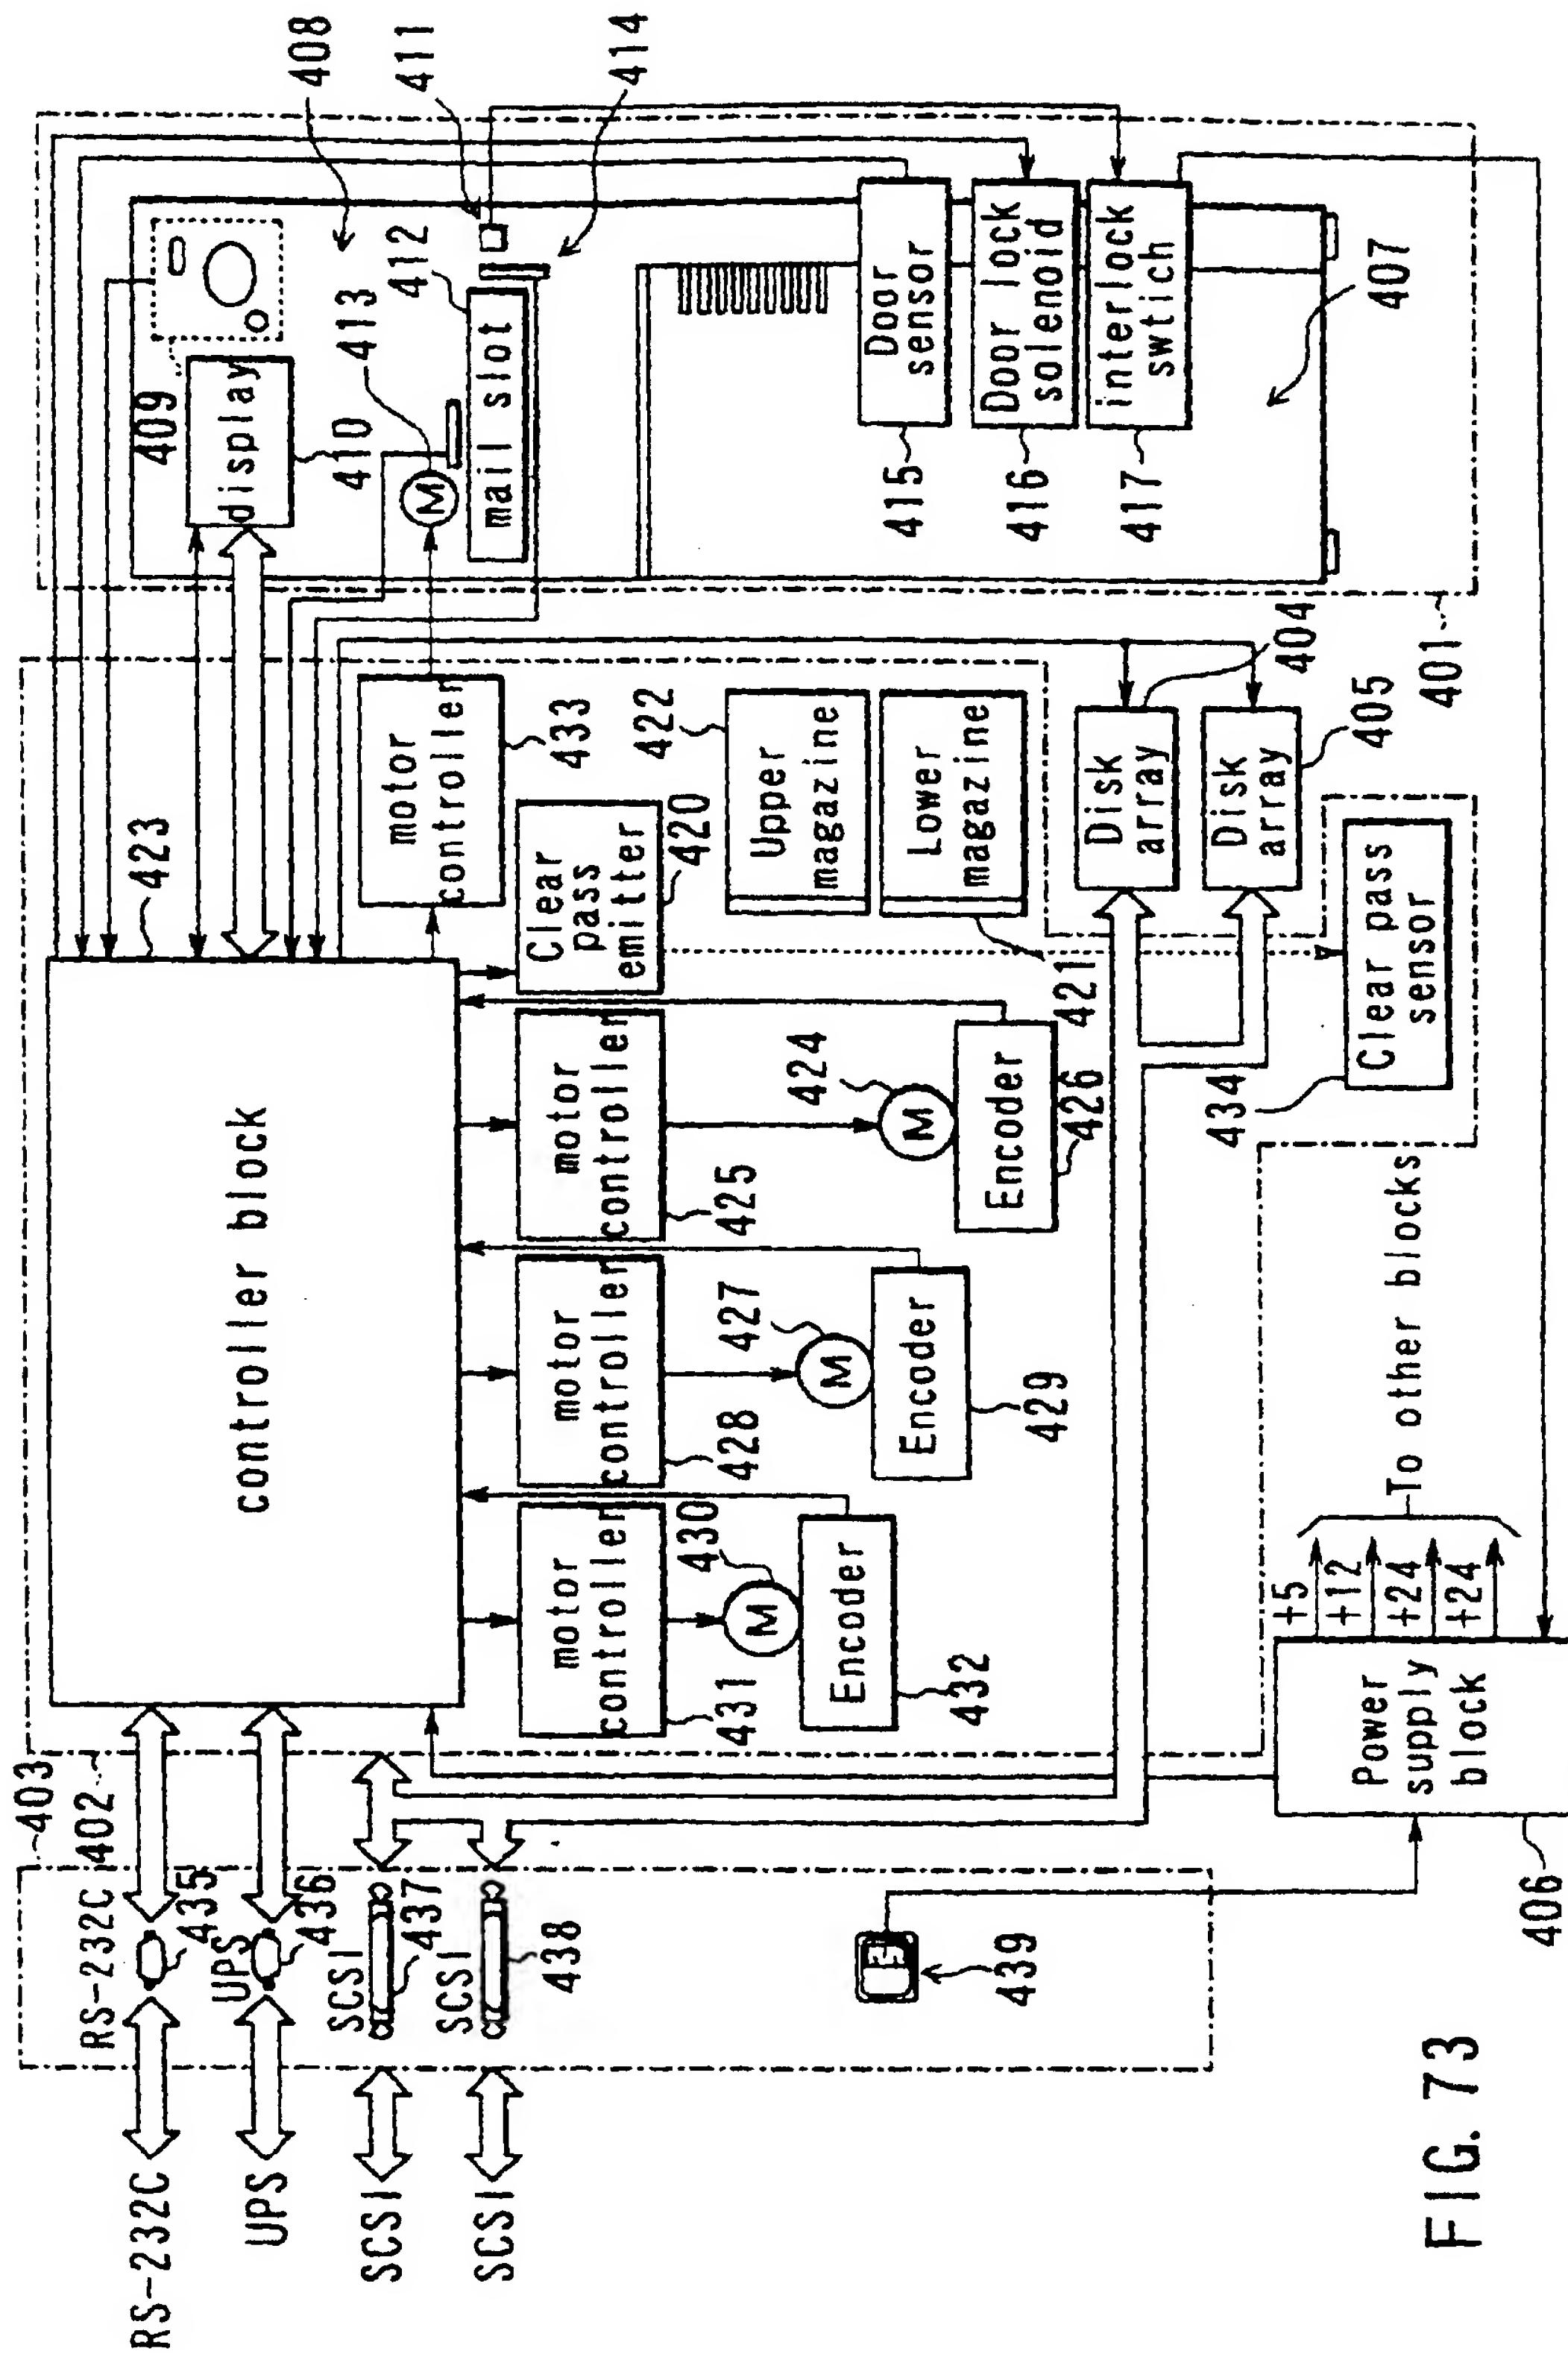 FIG. 73
RS-232C
UPS
SCSI
SCSI
403
402
RS-232C
435
UPS
436
SCSI
437
SCSI
438
439
controller block
423
motor
controller
431
430
M
Encoder
432
motor
controller
428
427
M
Encoder
429
motor
controller
425
424
M
Encoder
426
Clear
pass
emitter
420
motor
controller
433
422
Upper
magazine
Lower
magazine
421
Disk
array
404
Disk
array
405
Clear pass
sensor
434
Power
supply
block
406
+5
+12
+24
+24
To other blocks
401
409
display
410
408
413
M
412
mail slot
411
414
Door
sensor
415
Door lock
solenoid
416
interlock
swtich
417
407